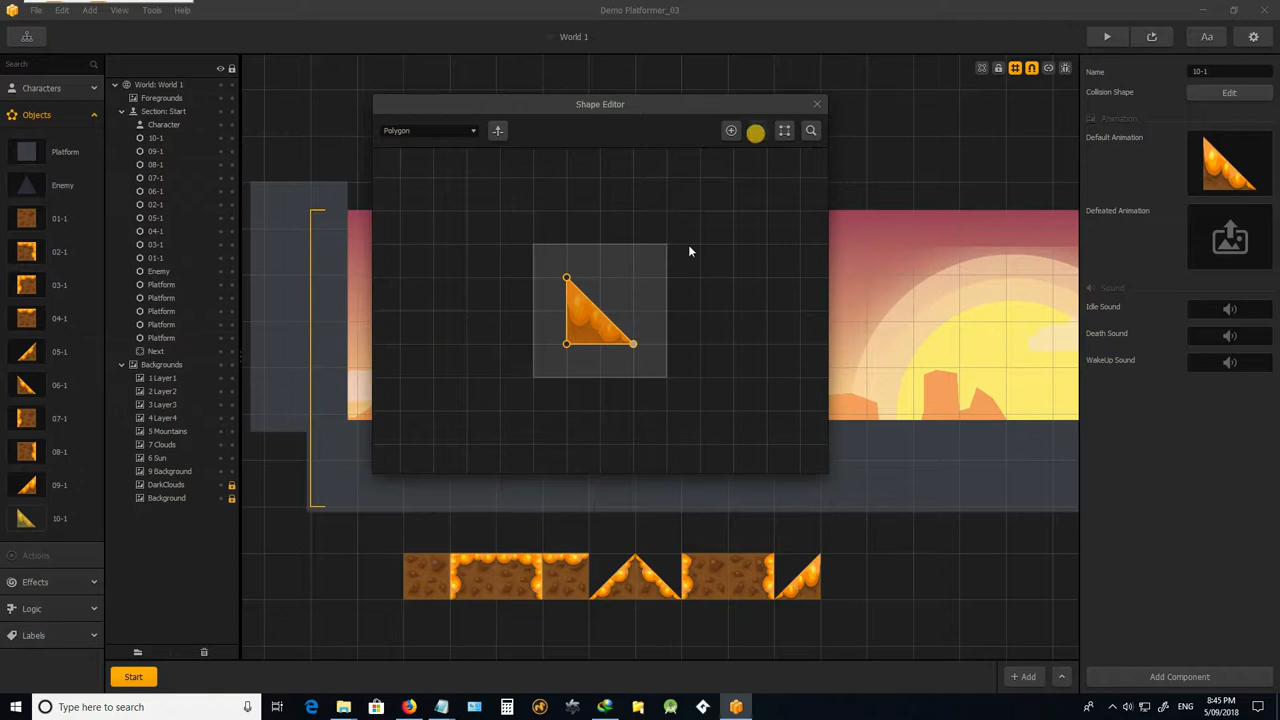 File Edit Add View Tools Help
Demo Platformer_03
World 1
Aa
Search
Characters
Objects
Platform
Enemy
01-1
02-1
03-1
04-1
05-1
06-1
07-1
08-1
09-1
10-1
Actions
Effects
Logic
Labels
World: World 1
Foregrounds
Section: Start
Character
10-1
09-1
08-1
07-1
06-1
02-1
05-1
04-1
03-1
01-1
Enemy
Platform
Platform
Platform
Platform
Platform
Next
Backgrounds
1 Layer1
2 Layer2
3 Layer3
4 Layer4
5 Mountains
7 Clouds
6 Sun
9 Background
DarkClouds
Background
Shape Editor
Polygon
Name 10-1
Collision Shape Edit
Animation
Default Animation
Defeated Animation
Sound
Idle Sound
Death Sound
WakeUp Sound
Start
+ Add
Add Component
Type here to search
ENG
8:45 PM
5/09/2018